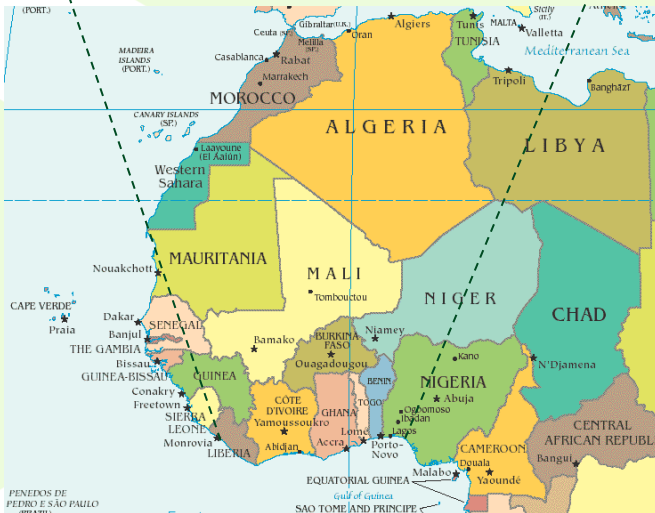 (PORT.)
MADEIRA
ISLANDS
(PORT.)
CANARY ISLANDS
(SP.)
Gibraltar (U.K.)
Ceuta (SP.)
Melilla
(SP.)
Oran
Algiers
Tunis
TUNISIA
Sicily
(IT.)
MALTA
Valletta
Mediterranean Sea
Casablanca
Rabat
Marrakech
MOROCCO
Tripoli
Banghāzī
ALGERIA
LIBYA
Laayoune
(El Aaiún)
Western
Sahara
MAURITANIA
Nouakchott
MALI
Tombouctou
NIGER
CHAD
CAPE VERDE
Praia
Dakar
SENEGAL
Banjul
THE GAMBIA
Bissau
GUINEA-BISSAU
Bamako
BURKINA
FASO
Ouagadougou
Niamey
Kano
N'Djamena
GUINEA
Conakry
Freetown
SIERRA
LEONE
Monrovia
LIBERIA
CÔTE
D'IVOIRE
Yamoussoukro
Abidjan
GHANA
Accra
TOGO
Lomé
BENIN
Porto-
Novo
NIGERIA
Abuja
Ogbomoso
Ibadan
Lagos
CAMEROON
Douala
Yaoundé
CENTRAL
AFRICAN REPUBL
Bangui
Malabo
EQUATORIAL GUINEA
Gulf of Guinea
SAO TOME AND PRINCIPE
PENEDOS DE
PEDRO E SÃO PAULO